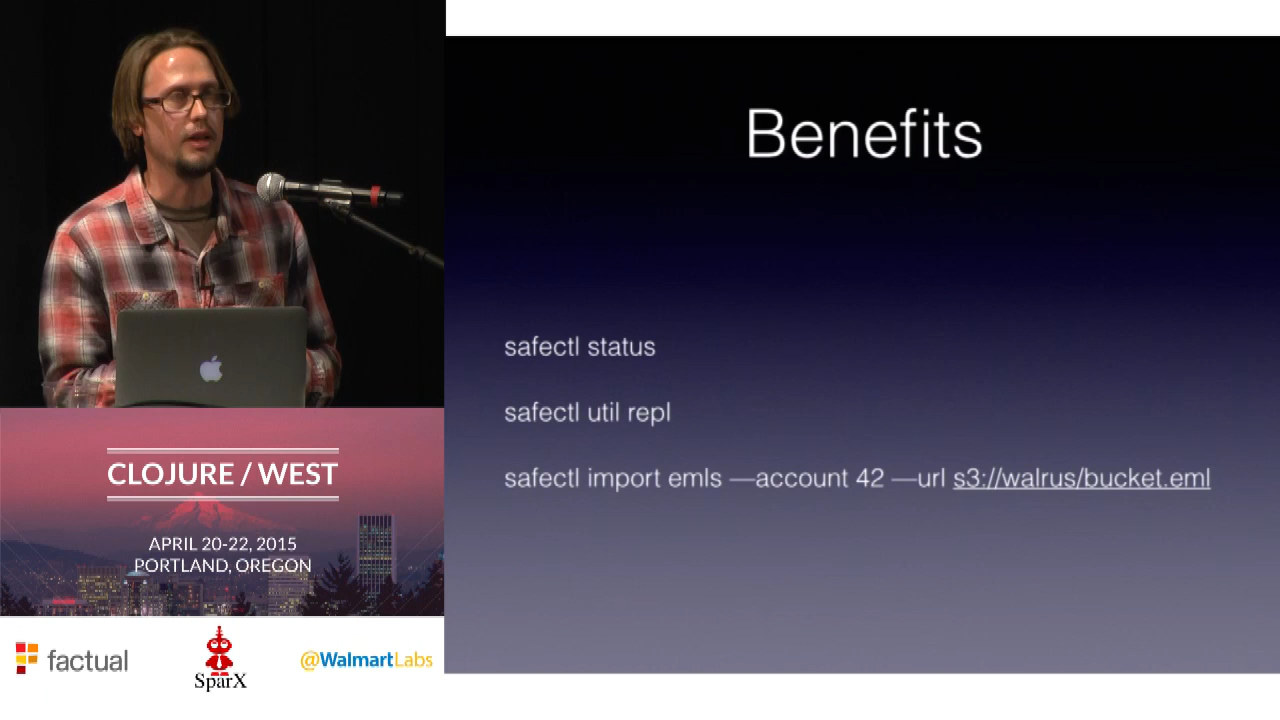 Benefits
safectl status
safectl util repl
safectl import emls —account 42 —url s3://walrus/bucket.eml
CLOJURE / WEST
APRIL 20-22, 2015
PORTLAND, OREGON
factual
SparX
@WalmartLabs